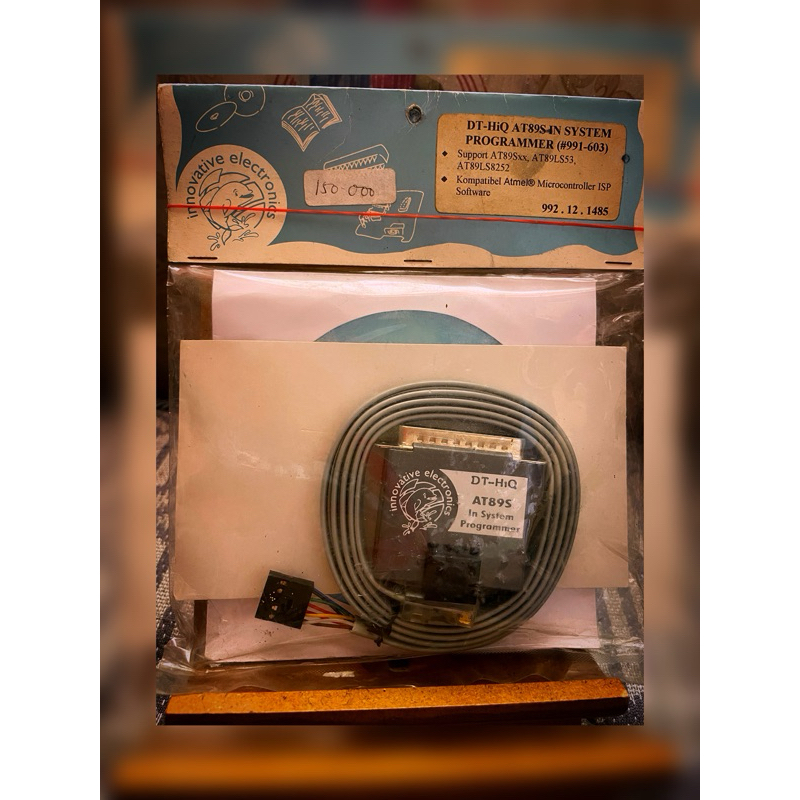 DT-HiQ AT89S IN SYSTEM
PROGRAMMER (#991-603)
Support AT89Sxx, AT89LS53,
AT89LS8252
Kompatibel Atmel® Microcontroller ISP
Software
992 . 12 . 1485
innovative electronics
150.000
innovative electronics
DT-HiQ
AT89S
In System
Programmer